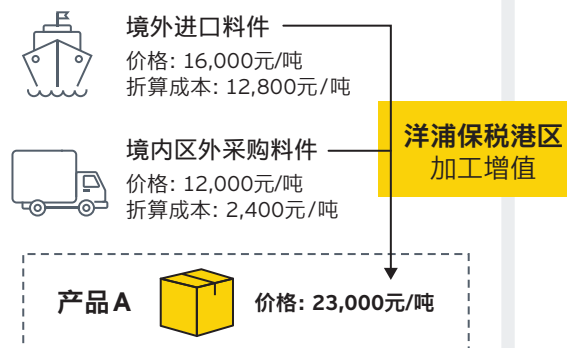 境外进口料件
价格: 16,000元/吨
折算成本: 12,800元/吨
境内区外采购料件
价格: 12,000元/吨
折算成本: 2,400元/吨
洋浦保税港区
加工增值
产品A
价格: 23,000元/吨